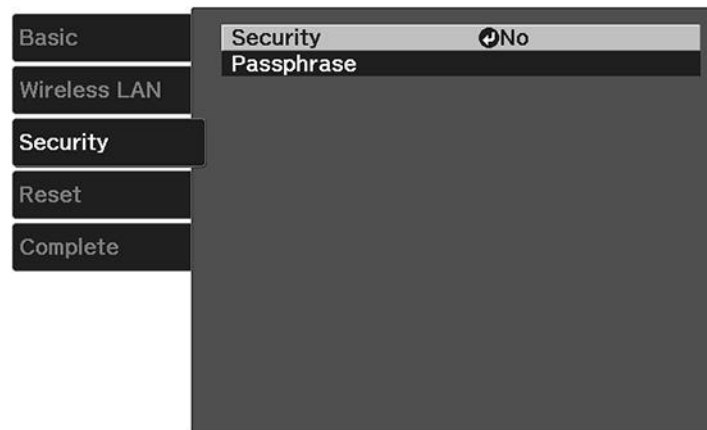 Basic
Wireless LAN
Security
Reset
Complete
Security No
Passphrase